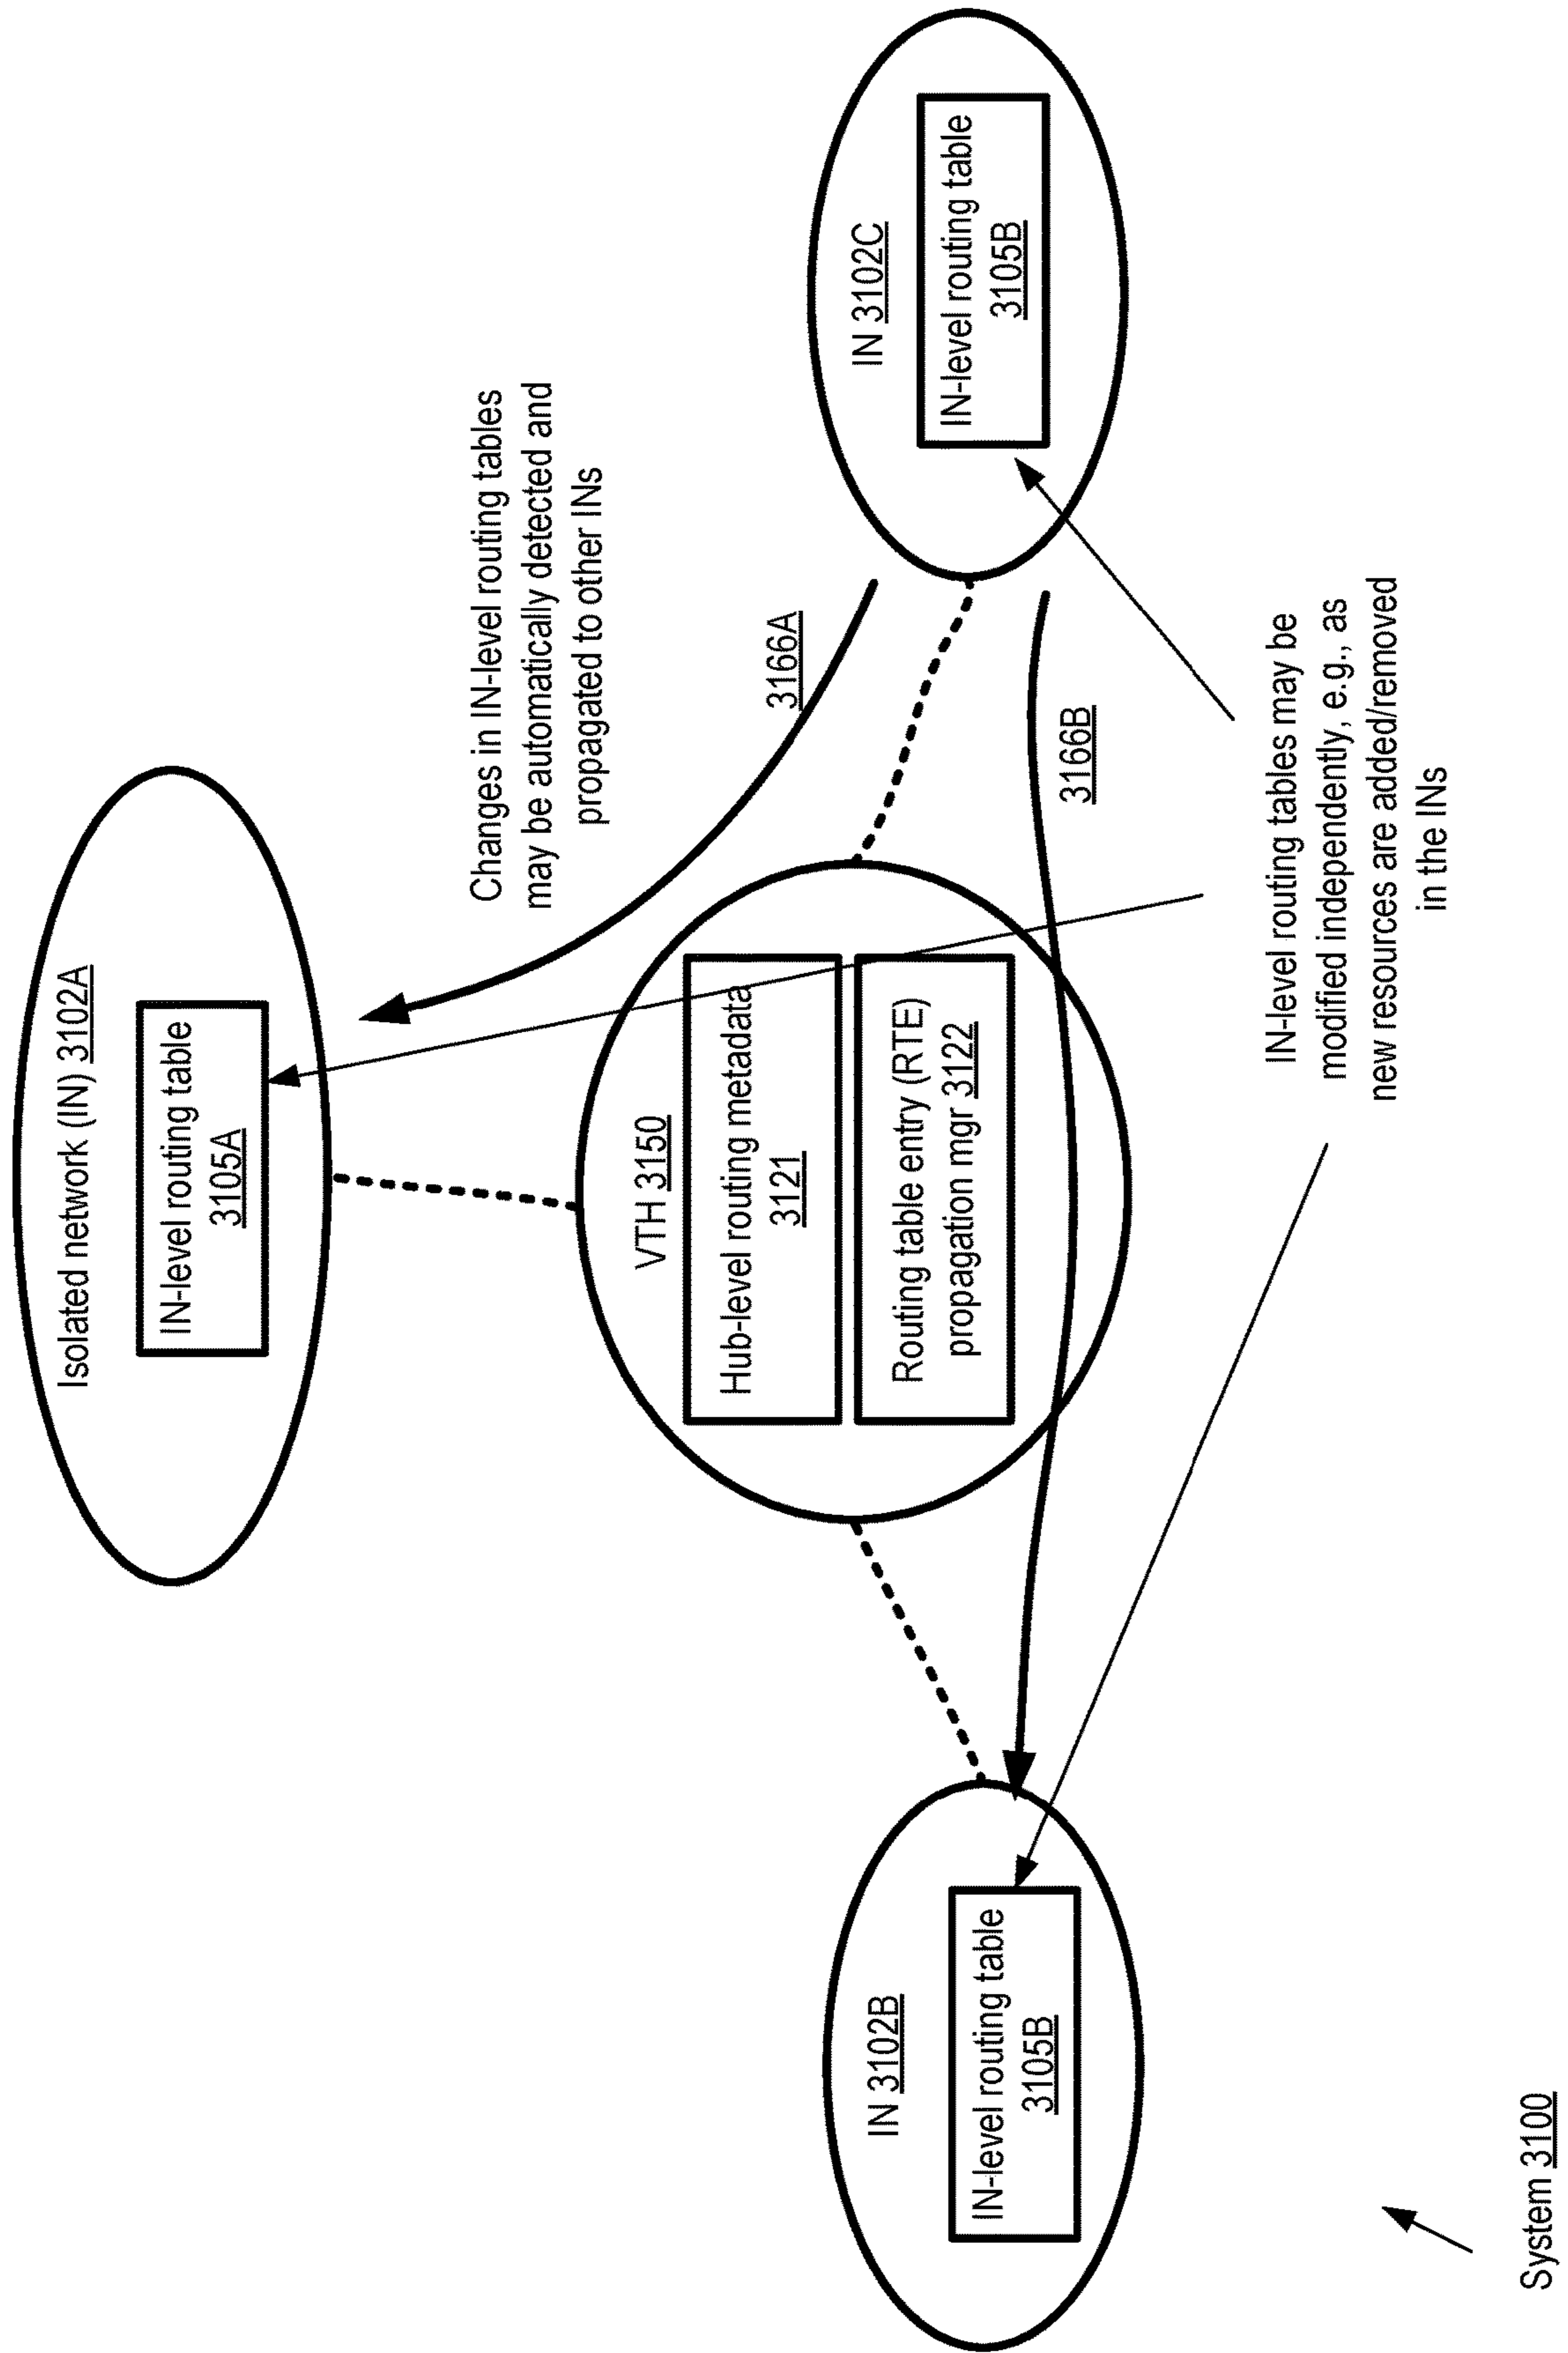 Isolated network (IN) 3102A
IN-level routing table
3105A
Changes in IN-level routing tables
may be automatically detected and
propagated to other INs
3166A
VTH 3150
Hub-level routing metadata
3121
Routing table entry (RTE)
propagation mgr 3122
IN 3102B
IN-level routing table
3105B
IN 3102C
IN-level routing table
3105B
3166B
IN-level routing tables may be
modified independently, e.g., as
new resources are added/removed
in the INs
System 3100